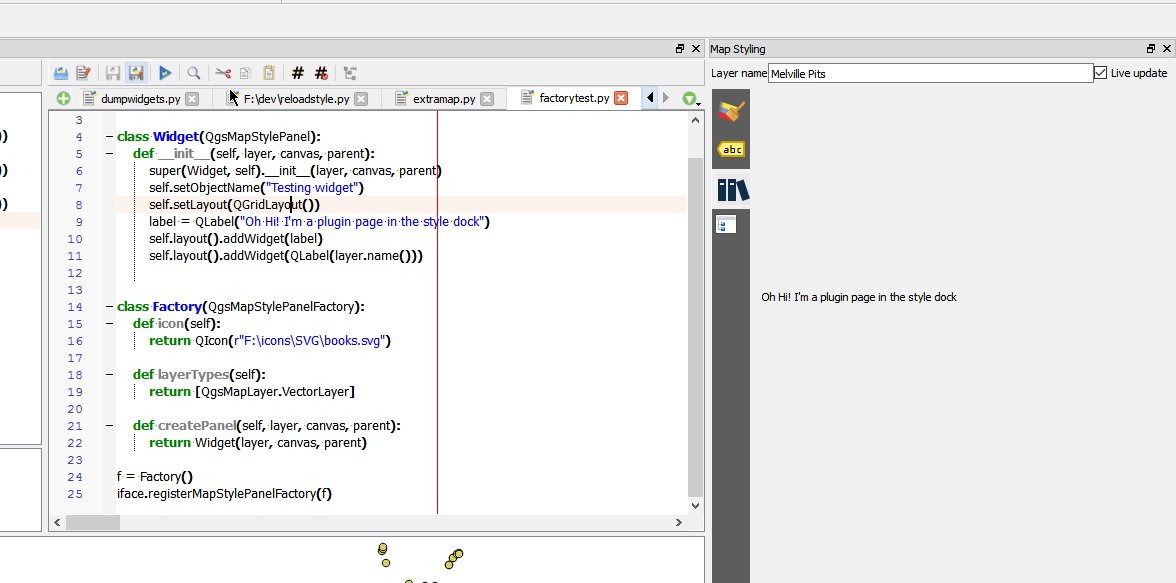 Map Styling
Layer name Melville Pits Live update
dumpwidgets.py F:\dev\reloadstyle.py extramap.py factorytest.py
abc
3
4 class Widget(QgsMapStylePanel):
5 def __init__(self, layer, canvas, parent):
6 super(Widget, self).__init__(layer, canvas, parent)
7 self.setObjectName("Testing widget")
8 self.setLayout(QGridLayout())
9 label = QLabel("Oh Hi! I'm a plugin page in the style dock")
10 self.layout().addWidget(label)
11 self.layout().addWidget(QLabel(layer.name()))
12
13
14 class Factory(QgsMapStylePanelFactory):
15 def icon(self):
16 return QIcon(r"F:\icons\SVG\books.svg")
17
18 def layerTypes(self):
19 return [QgsMapLayer.VectorLayer]
20
21 def createPanel(self, layer, canvas, parent):
22 return Widget(layer, canvas, parent)
23
24 f = Factory()
25 iface.registerMapStylePanelFactory(f)
Oh Hi! I'm a plugin page in the style dock